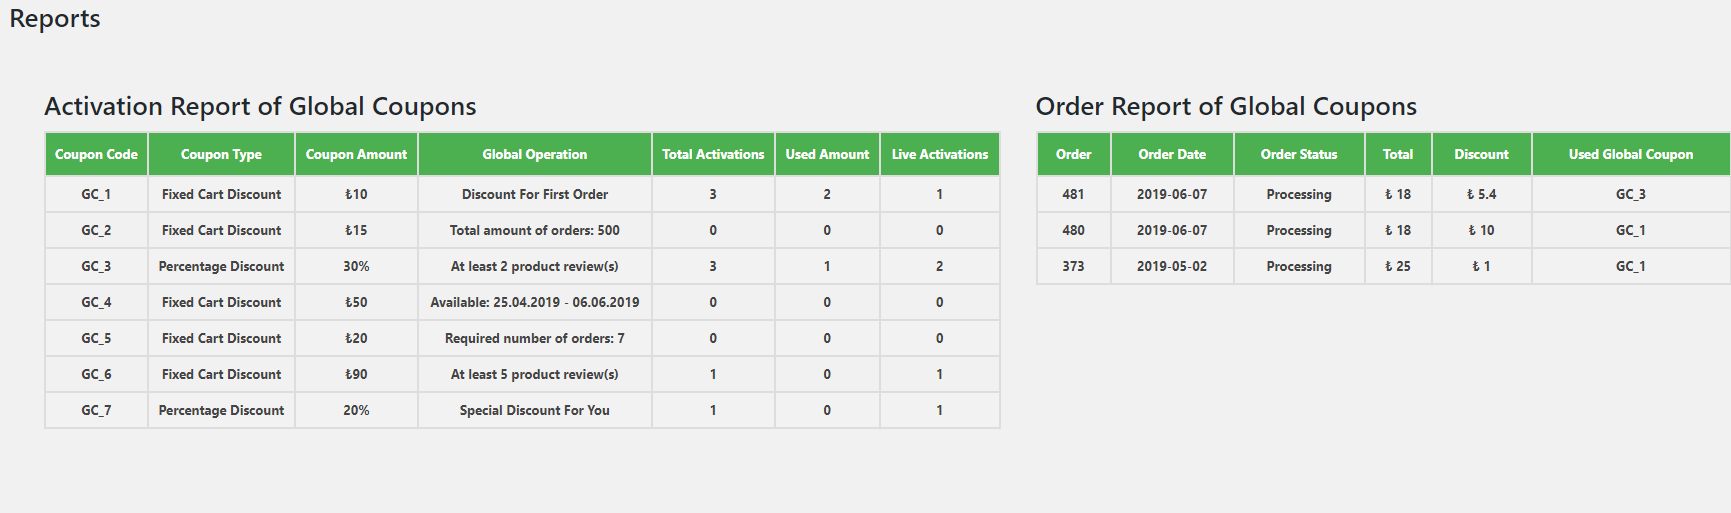 Reports
Activation Report of Global Coupons
Coupon Code Coupon Type Coupon Amount Global Operation Total Activations Used Amount Live Activations
GC_1 Fixed Cart Discount ₺10 Discount For First Order 3 2 1
GC_2 Fixed Cart Discount ₺15 Total amount of orders: 500 0 0 0
GC_3 Percentage Discount 30% At least 2 product review(s) 3 1 2
GC_4 Fixed Cart Discount ₺50 Available: 25.04.2019 - 06.06.2019 0 0 0
GC_5 Fixed Cart Discount ₺20 Required number of orders: 7 0 0 0
GC_6 Fixed Cart Discount ₺90 At least 5 product review(s) 1 0 1
GC_7 Percentage Discount 20% Special Discount For You 1 0 1
Order Report of Global Coupons
Order Order Date Order Status Total Discount Used Global Coupon
481 2019-06-07 Processing ₺ 18 ₺ 5.4 GC_3
480 2019-06-07 Processing ₺ 18 ₺ 10 GC_1
373 2019-05-02 Processing ₺ 25 ₺ 1 GC_1